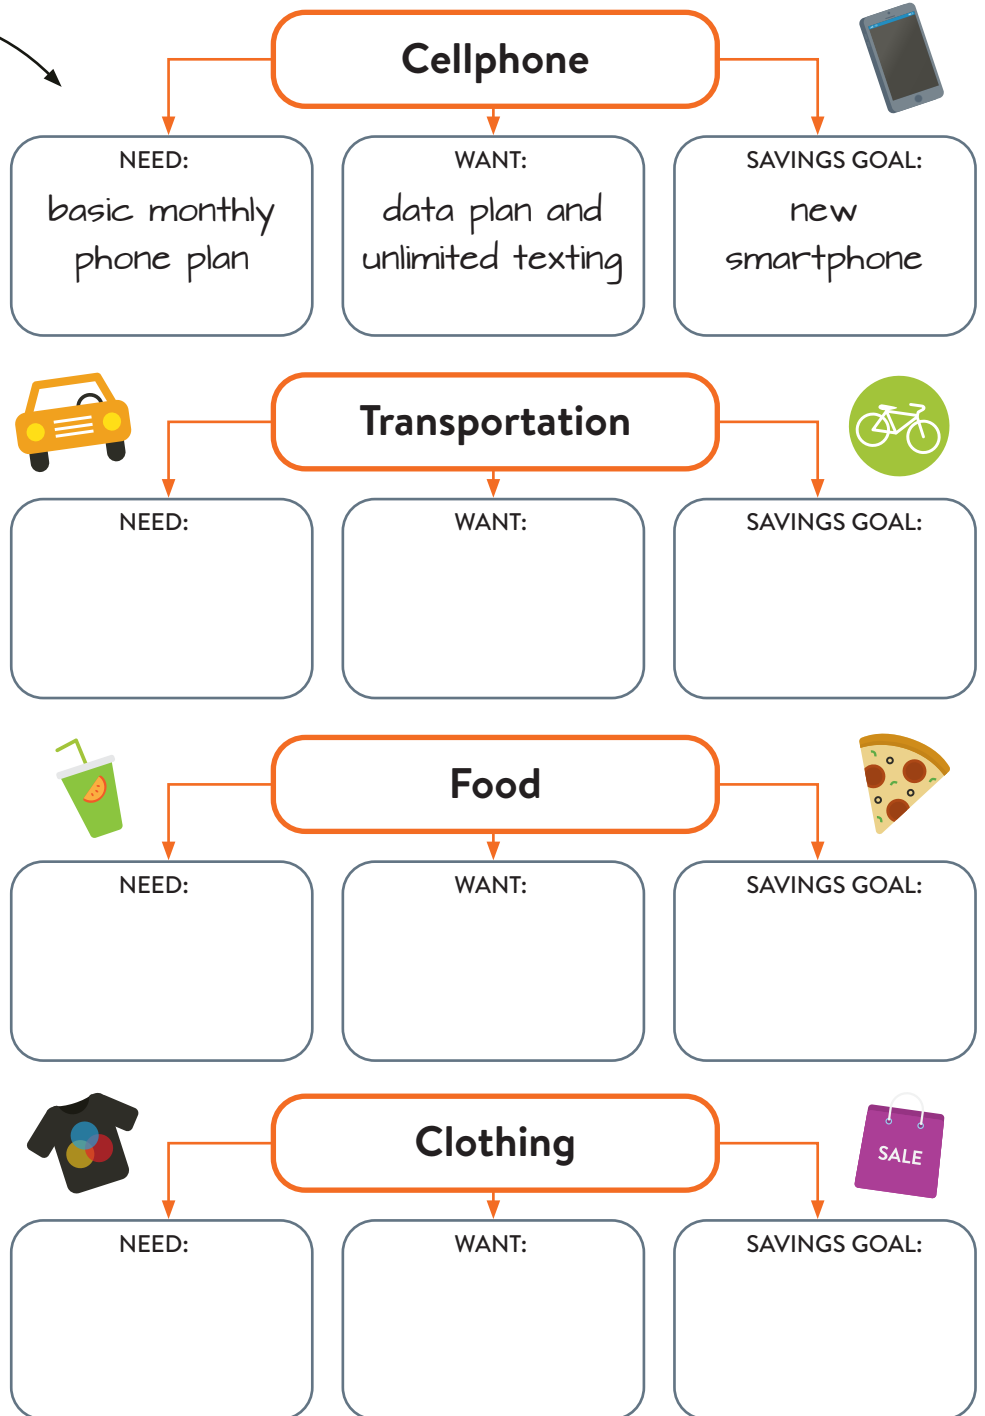 Cellphone
NEED:
basic monthly
phone plan
WANT:
data plan and
unlimited texting
SAVINGS GOAL:
new
smartphone
Transportation
NEED:
WANT:
SAVINGS GOAL:
Food
NEED:
WANT:
SAVINGS GOAL:
Clothing
SALE
NEED:
WANT:
SAVINGS GOAL: